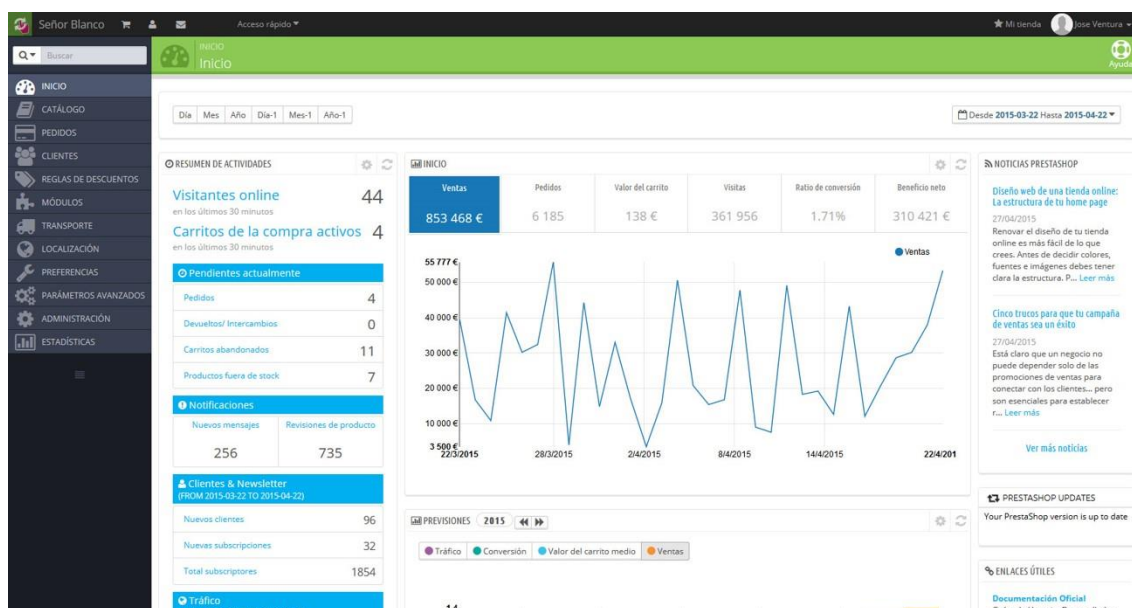 Señor Blanco
Acceso rápido
Mi tienda
Jose Ventura
Buscar
INICIO
Inicio
Ayuda
INICIO
CATÁLOGO
PEDIDOS
CLIENTES
REGLAS DE DESCUENTOS
MÓDULOS
TRANSPORTE
LOCALIZACIÓN
PREFERENCIAS
PARÁMETROS AVANZADOS
ADMINISTRACIÓN
ESTADÍSTICAS
Día Mes Año Día-1 Mes-1 Año-1
Desde 2015-03-22 Hasta 2015-04-22
RESUMEN DE ACTIVIDADES
Visitantes online 44
en los últimos 30 minutos
Carritos de la compra activos 4
en los últimos 30 minutos
Pendientes actualmente
Pedidos 4
Devueltos/ Intercambios 0
Carritos abandonados 11
Productos fuera de stock 7
Notificaciones
Nuevos mensajes Revisiones de producto
256 735
Clientes & Newsletter
(FROM 2015-03-22 TO 2015-04-22)
Nuevos clientes 96
Nuevas subscripciones 32
Total subscriptores 1854
Tráfico
INICIO
Ventas Pedidos Valor del carrito Visitas Ratio de conversión Beneficio neto
853 468 € 6 185 138 € 361 956 1.71% 310 421 €
Ventas
55 777 €
50 000 €
40 000 €
30 000 €
20 000 €
10 000 €
3 500 €
22/3/2015 28/3/2015 2/4/2015 8/4/2015 14/4/2015 22/4/201
PREVISIONES 2015
Tráfico Conversión Valor del carrito medio Ventas
14
NOTICIAS PRESTASHOP
Diseño web de una tienda online:
La estructura de tu home page
27/04/2015
Renovar el diseño de tu tienda
online es más fácil de lo que
crees. Antes de decidir colores,
fuentes e imágenes debes tener
clara la estructura. P... Leer más
Cinco trucos para que tu campaña
de ventas sea un éxito
27/04/2015
Está claro que un negocio no
puede depender solo de las
promociones de ventas para
conectar con los clientes... pero
son esenciales para establecer
r... Leer más
Ver más noticias
PRESTASHOP UPDATES
Your PrestaShop version is up to date
ENLACES ÚTILES
Documentación Oficial